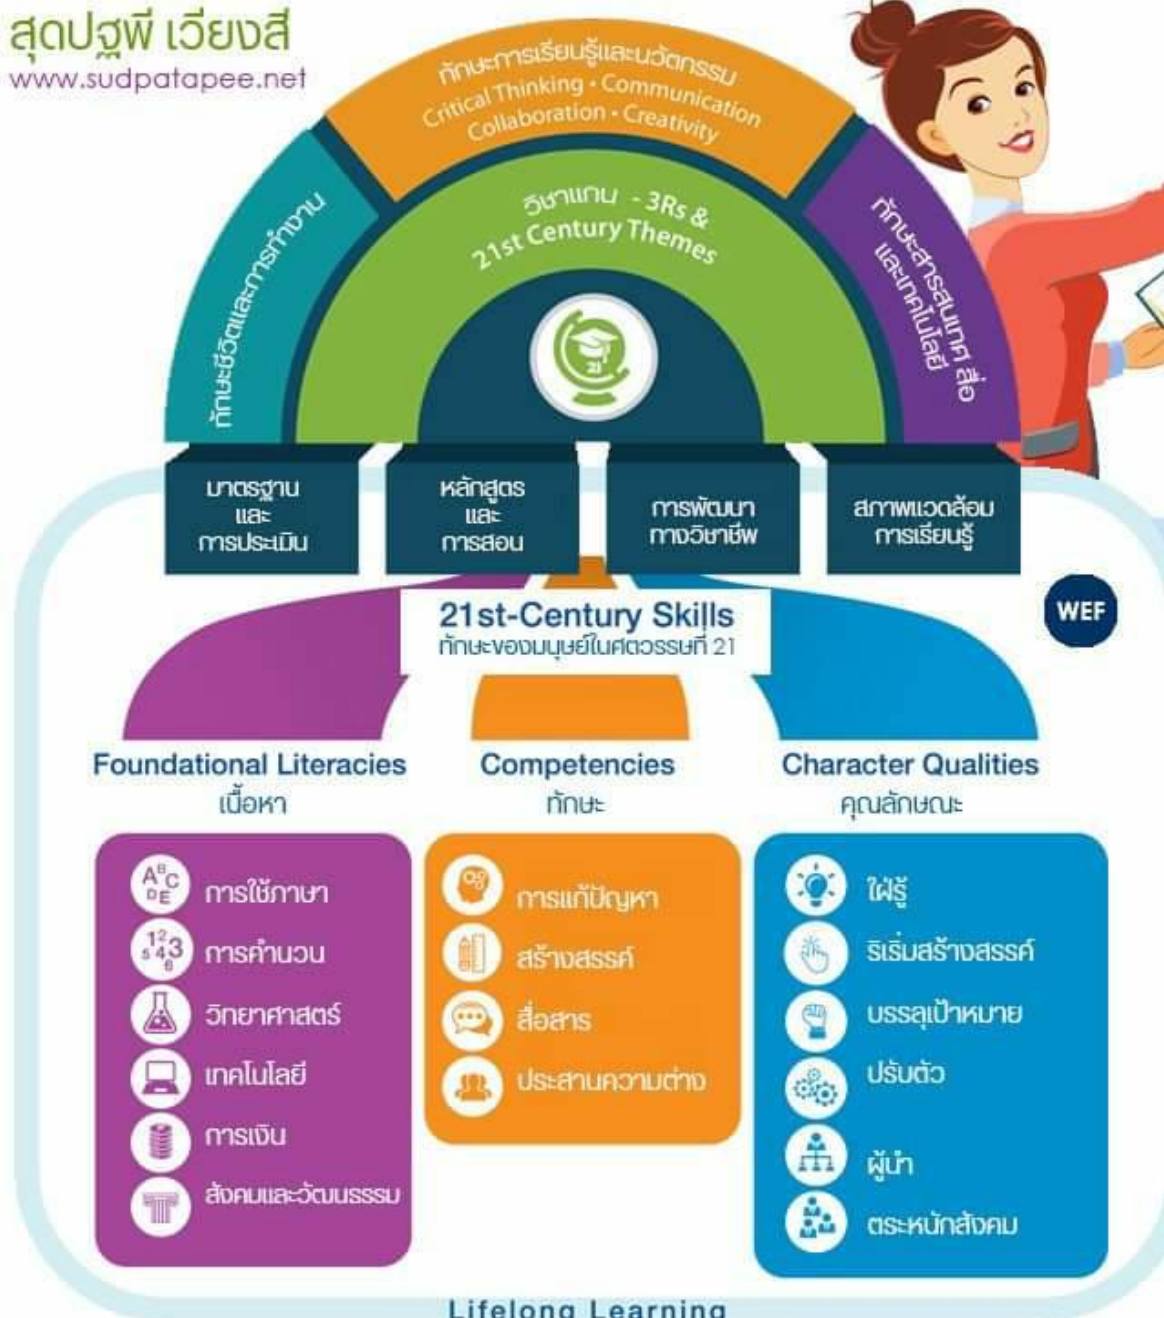 สุดปฐพี เวียงสี
www.sudpatapee.net
ทักษะการเรียนรู้และนวัตกรรม
Critical Thinking • Communication
Collaboration • Creativity
ทักษะชีวิตและการทำงาน
วิชาแกน - 3Rs &
21st Century Themes
ทักษะสารสนเทศ สื่อ
และเทคโนโลยี
21
มาตรฐาน
และ
การประเมิน
หลักสูตร
และ
การสอน
การพัฒนา
ทางวิชาชีพ
สภาพแวดล้อม
การเรียนรู้
21st-Century Skills
ทักษะของมนุษย์ในศตวรรษที่ 21
WEF
Foundational Literacies
เนื้อหา
A B C
D E
การใช้ภาษา
1 2 3
5 4 3
6
การคำนวน
วิทยาศาสตร์
เทคโนโลยี
การเงิน
สังคมและวัฒนธรรม
Competencies
ทักษะ
การแก้ปัญหา
สร้างสรรค์
สื่อสาร
ประสานความต่าง
Character Qualities
คุณลักษณะ
ใฝ่รู้
ริเริ่มสร้างสรรค์
บรรลุเป้าหมาย
ปรับตัว
ผู้นำ
ตระหนักสังคม
Lifelong Learning